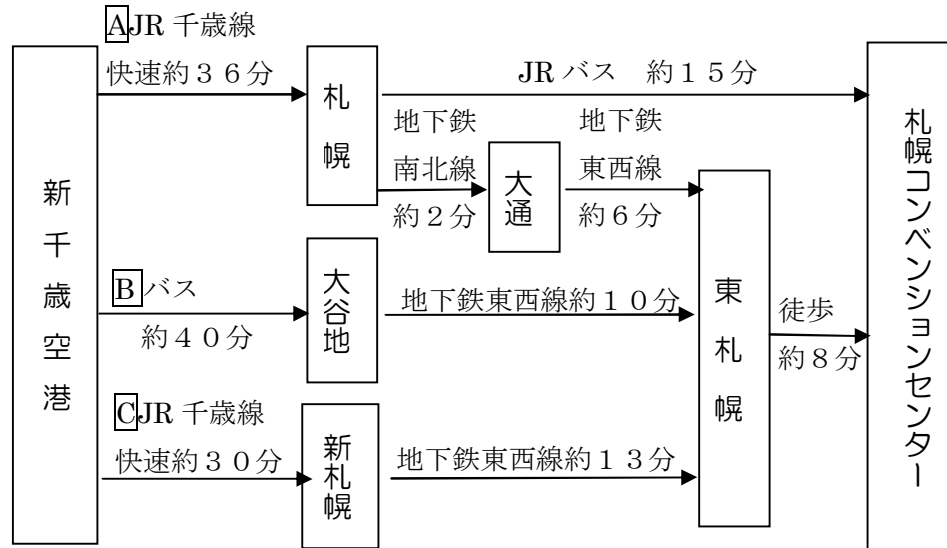 新千歳空港
A JR 千歳線
快速約３６分
札幌
JR バス　約１５分
地下鉄
南北線
約２分
大通
地下鉄
東西線
約６分
B バス
約４０分
大谷地
地下鉄東西線約１０分
C JR 千歳線
快速約３０分
新札幌
地下鉄東西線約１３分
東札幌
徒歩
約８分
札幌コンベンションセンター